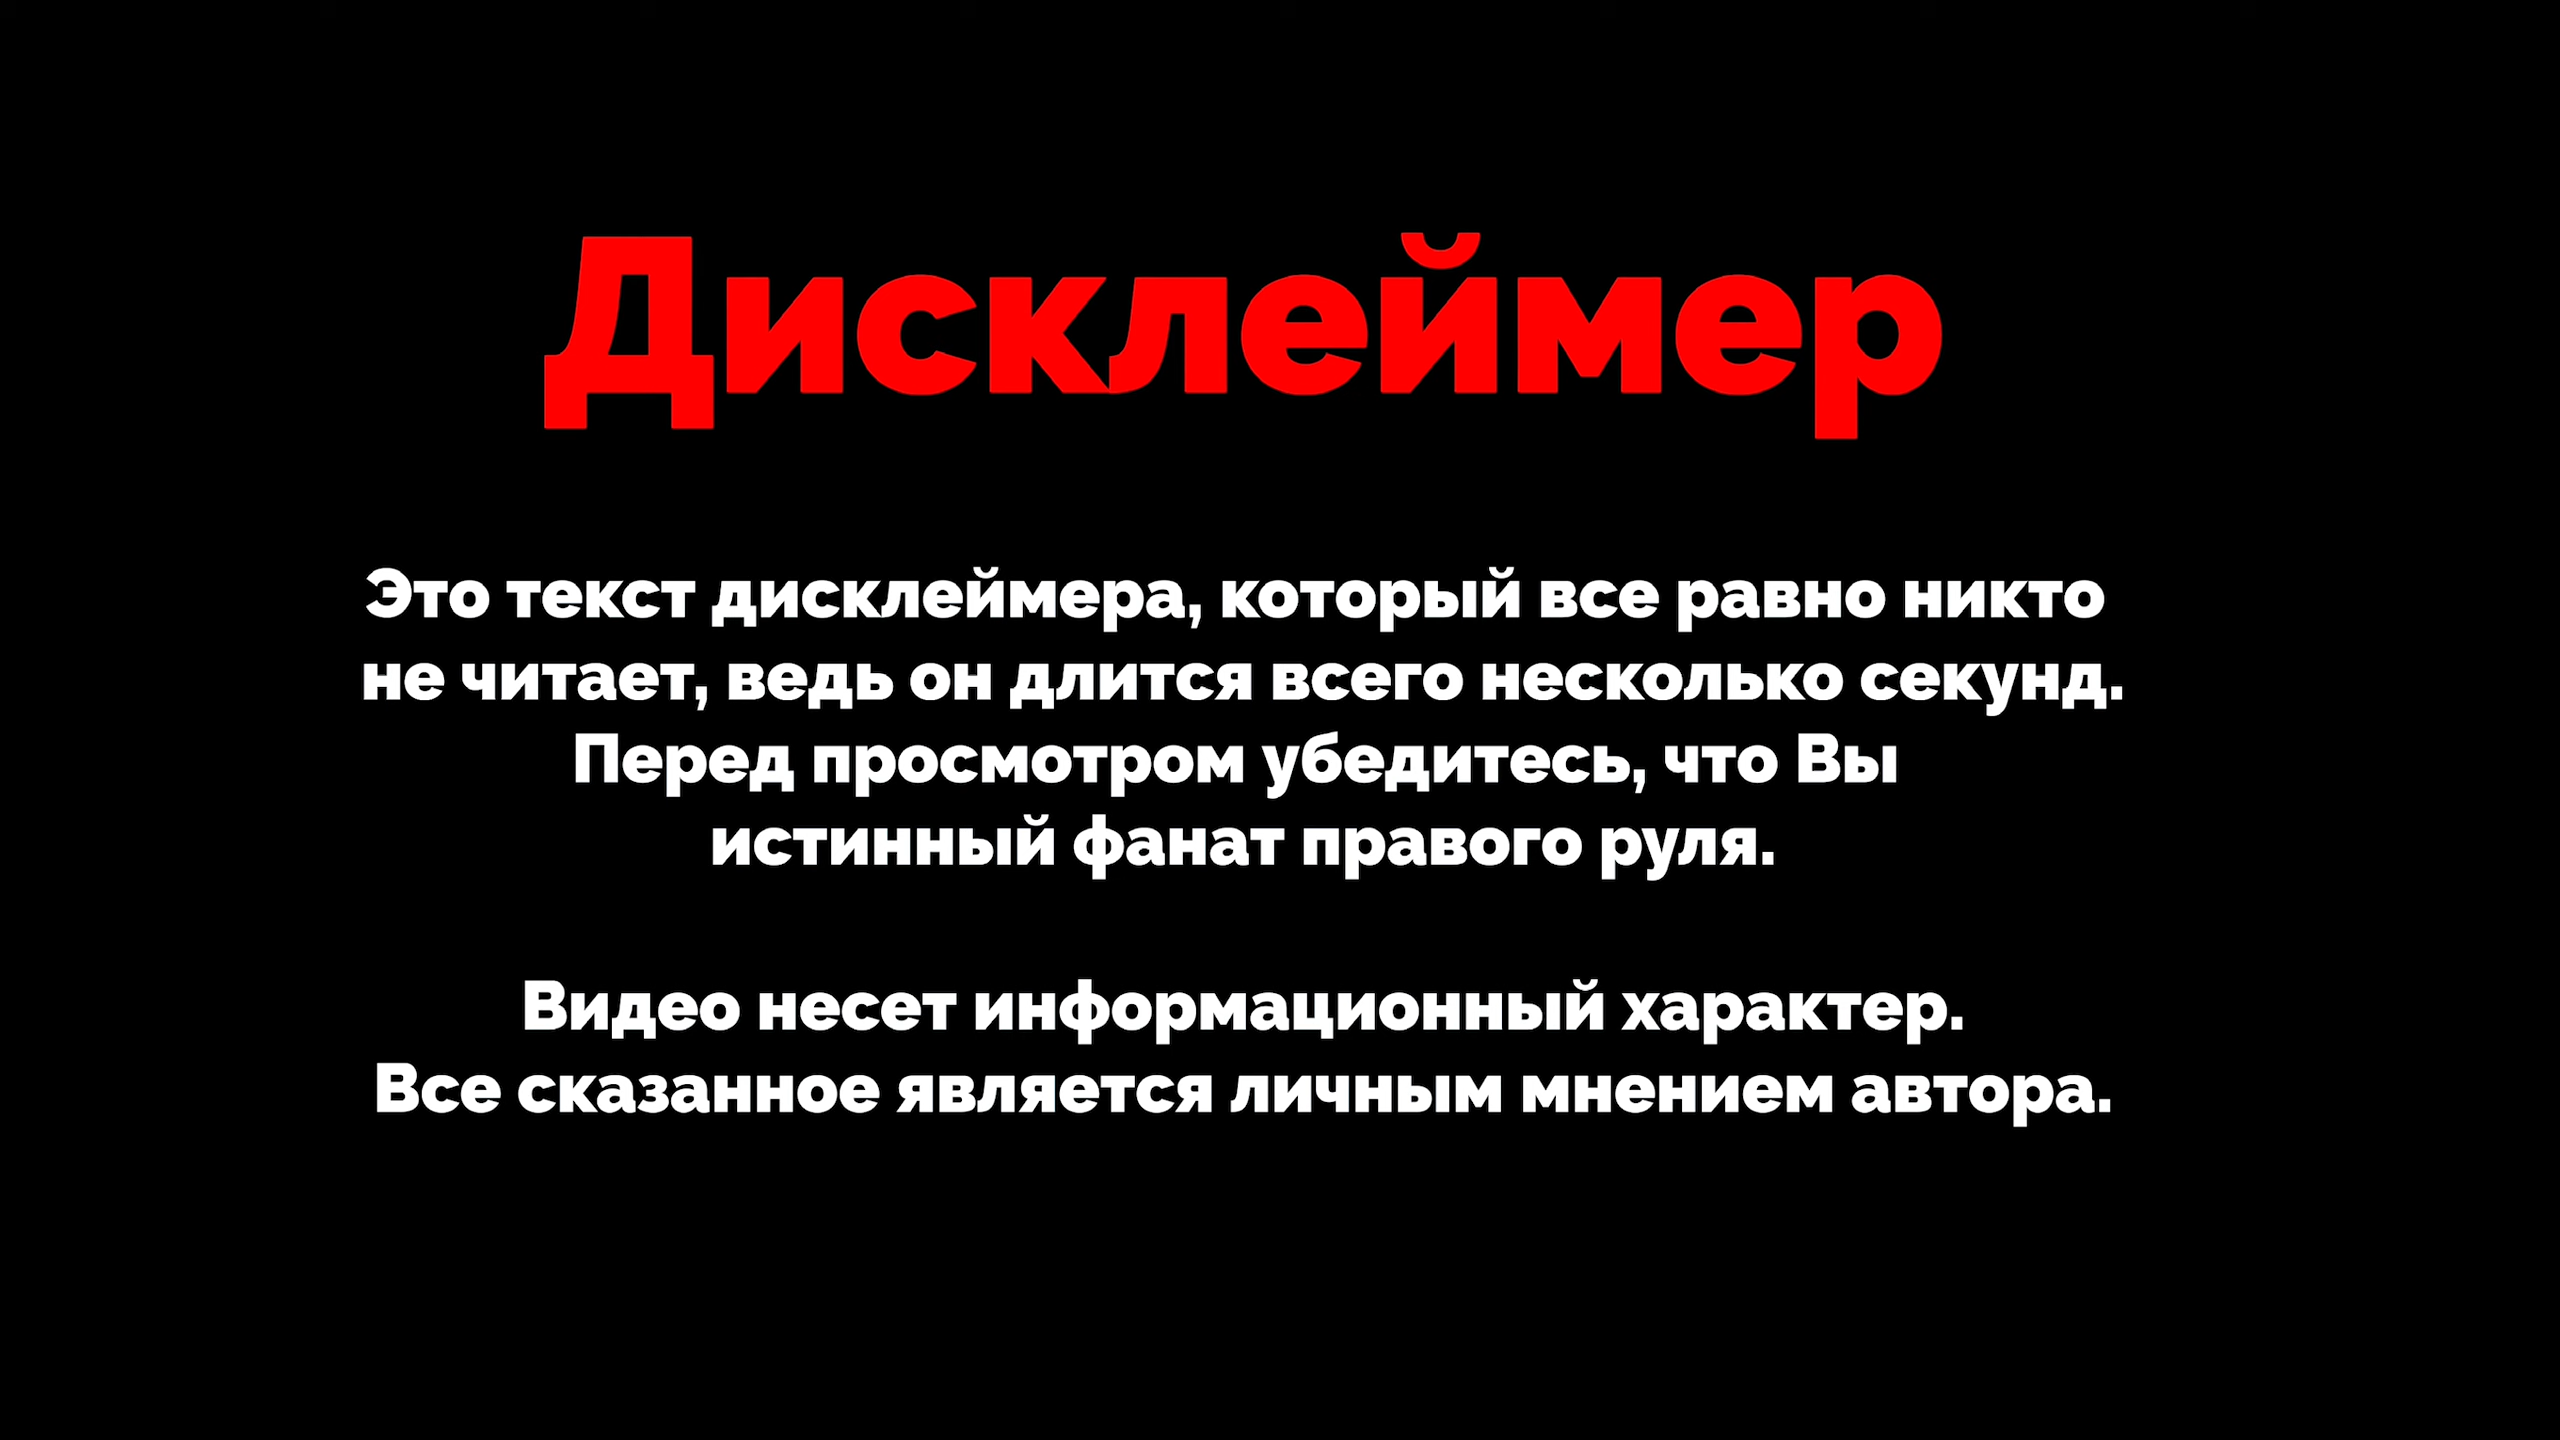 Дисклеймер
Это текст дисклеймера, который все равно никто
не читает, ведь он длится всего несколько секунд.
Перед просмотром убедитесь, что Вы
истинный фанат правого руля.
Видео несет информационный характер.
Все сказанное является личным мнением автора.